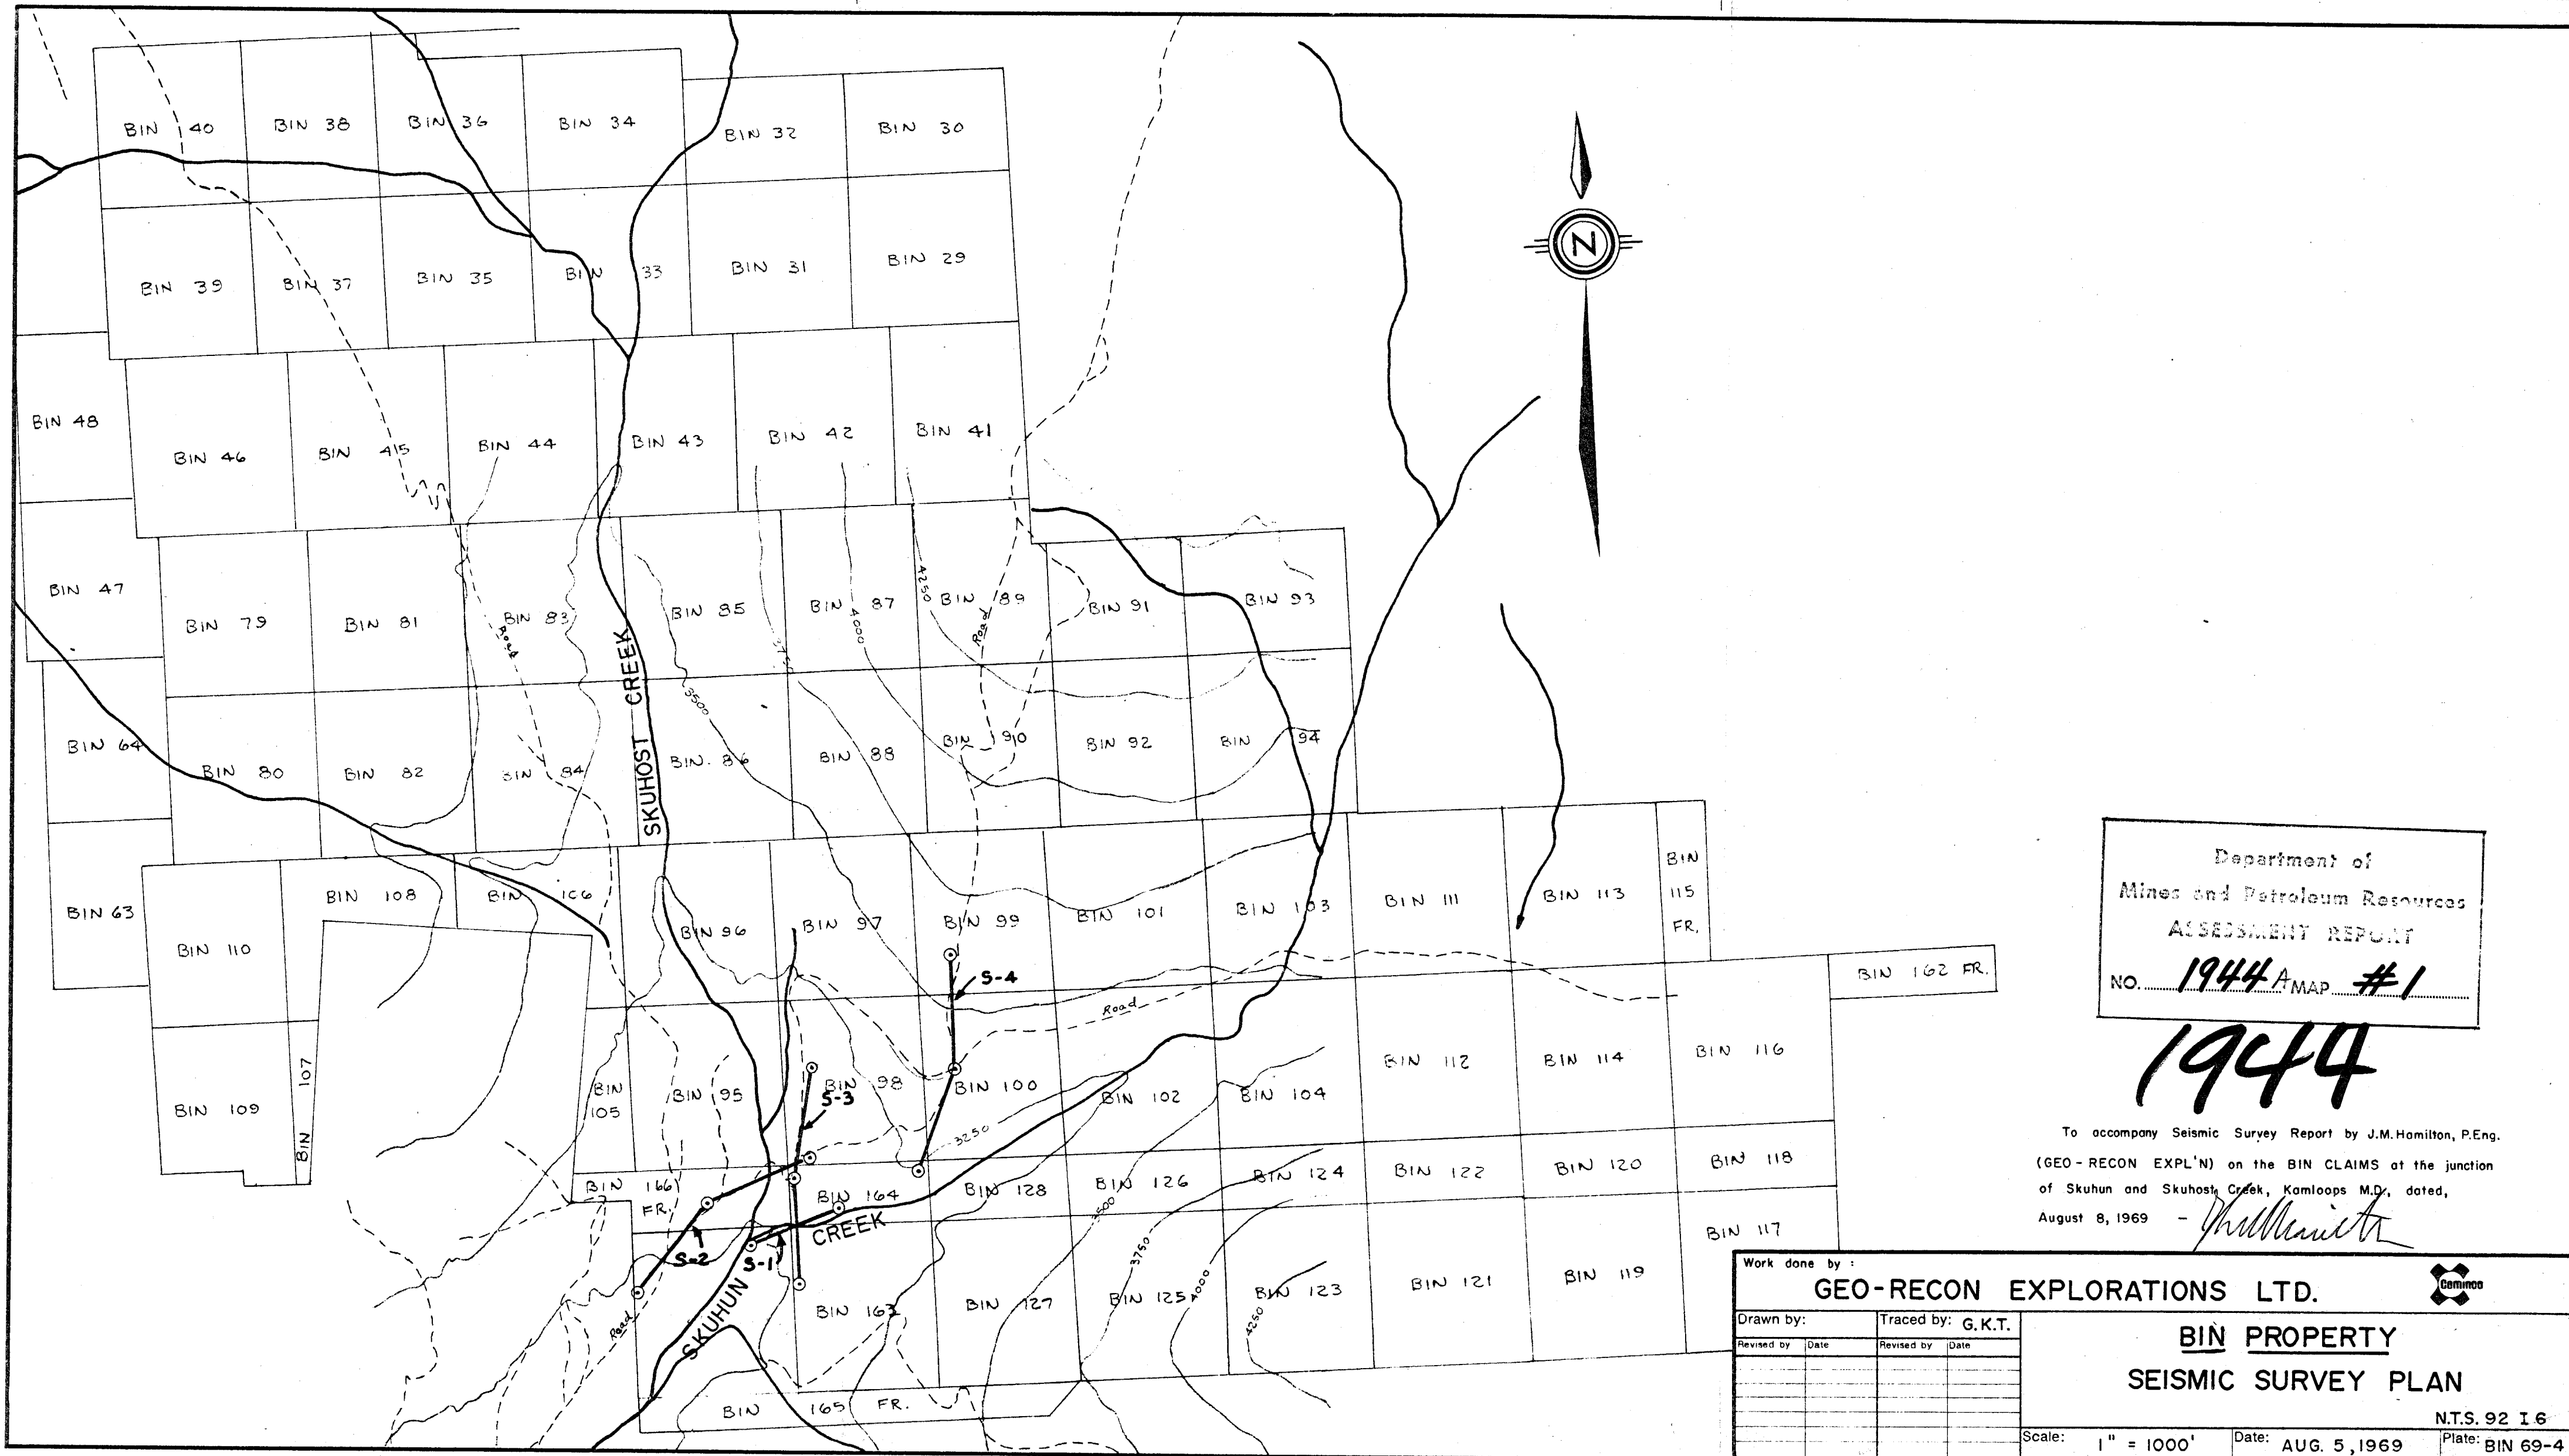 BIN 40 BIN 38 BIN 36 BIN 34 BIN 32 BIN 30
BIN 39 BIN 37 BIN 35 BIN 33 BIN 31 BIN 29
N
BIN 48 BIN 46 BIN 45 BIN 44 BIN 43 BIN 42 BIN 41
BIN 47 BIN 79 BIN 81 BIN 83 BIN 85 BIN 87 BIN 89 BIN 91 BIN 93
Road
3750
4000
4250
Road
3500
SKUHOST CREEK
BIN 64 BIN 80 BIN 82 BIN 84 BIN. 86 BIN 88 BIN 90 BIN 92 BIN 94
BIN 63 BIN 110 BIN 108 BIN 106 BIN 96 BIN 97 BIN 99 BIN 101 BIN 103 BIN 111 BIN 113
BIN
115
FR.
BIN 162 FR.
S-4
Road
BIN 109
BIN 107
BIN
105
BIN 95 BIN 98 BIN 100 BIN 102 BIN 104 BIN 112 BIN 114 BIN 116
S-3
3250
BIN 166
FR.
BIN 164 BIN 128 BIN 126 BIN 124 BIN 122 BIN 120 BIN 118
3500
S-2
S-1
SKUHUN CREEK
Road
BIN 163 BIN 127 BIN 125 BIN 123 BIN 121 BIN 119 BIN 117
3750
4000
4250
BIN 165 FR.
Department of
Mines and Petroleum Resources
ASSESSMENT REPORT
NO. 1944 A MAP #1
1944
To accompany Seismic Survey Report by J.M. Hamilton, P.Eng.
(GEO-RECON EXPL'N) on the BIN CLAIMS at the junction
of Skuhun and Skuhost Creek, Kamloops M.D., dated,
August 8, 1969 -
Work done by :
GEO-RECON EXPLORATIONS LTD.
Cominco
Drawn by: Traced by: G.K.T.
Revised by Date Revised by Date
BIN PROPERTY
SEISMIC SURVEY PLAN
N.T.S. 92 I 6
Scale: 1" = 1000' Date: AUG. 5, 1969 Plate: BIN 69-4